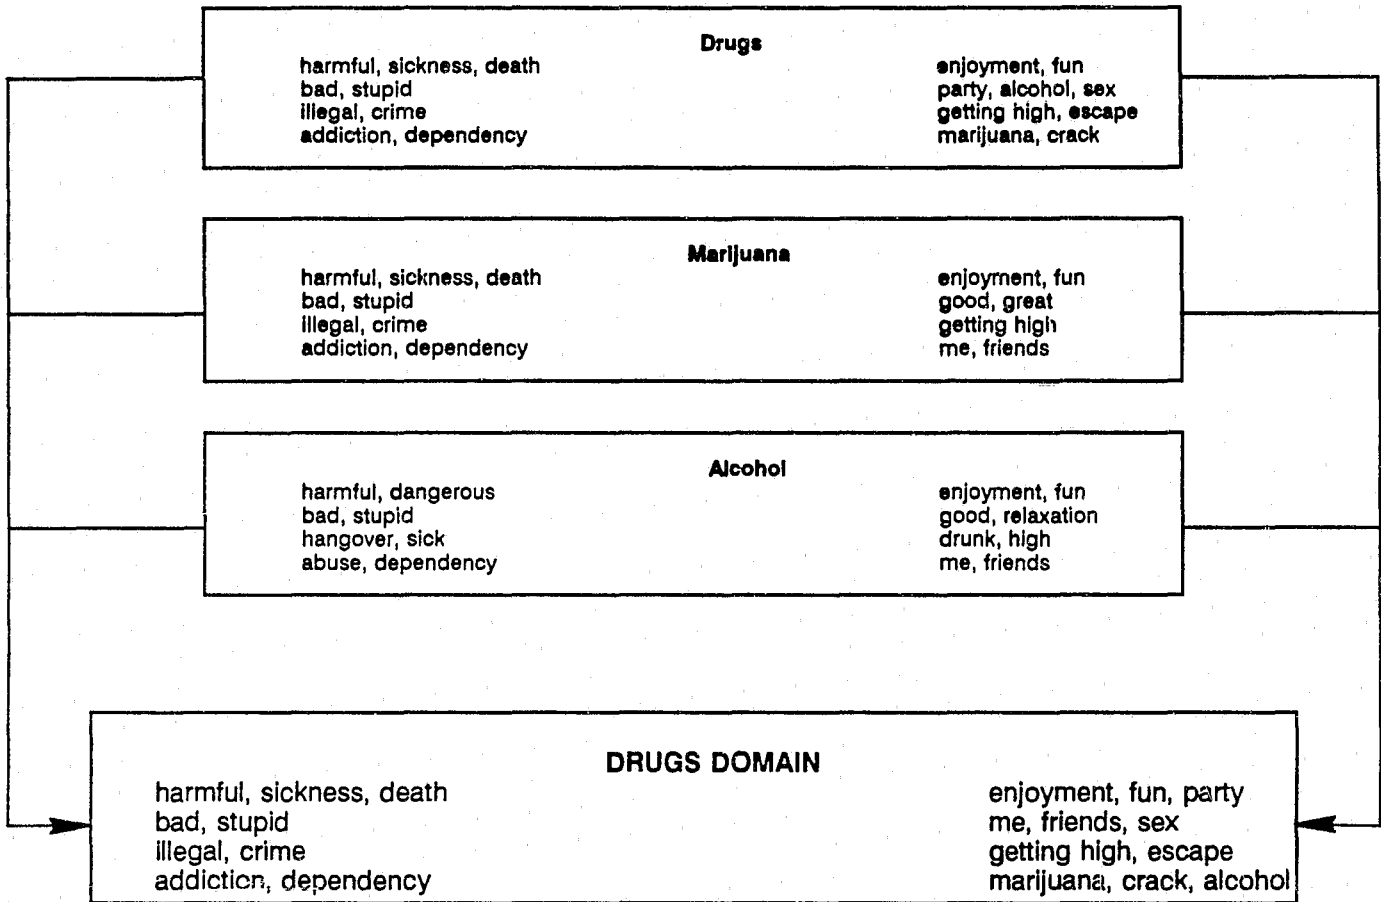 Drugs
harmful, sickness, death enjoyment, fun
bad, stupid party, alcohol, sex
illegal, crime getting high, escape
addiction, dependency marijuana, crack
Marijuana
harmful, sickness, death enjoyment, fun
bad, stupid good, great
illegal, crime getting high
addiction, dependency me, friends
Alcohol
harmful, dangerous enjoyment, fun
bad, stupid good, relaxation
hangover, sick drunk, high
abuse, dependency me, friends
DRUGS DOMAIN
harmful, sickness, death enjoyment, fun, party
bad, stupid me, friends, sex
illegal, crime getting high, escape
addiction, dependency marijuana, crack, alcohol